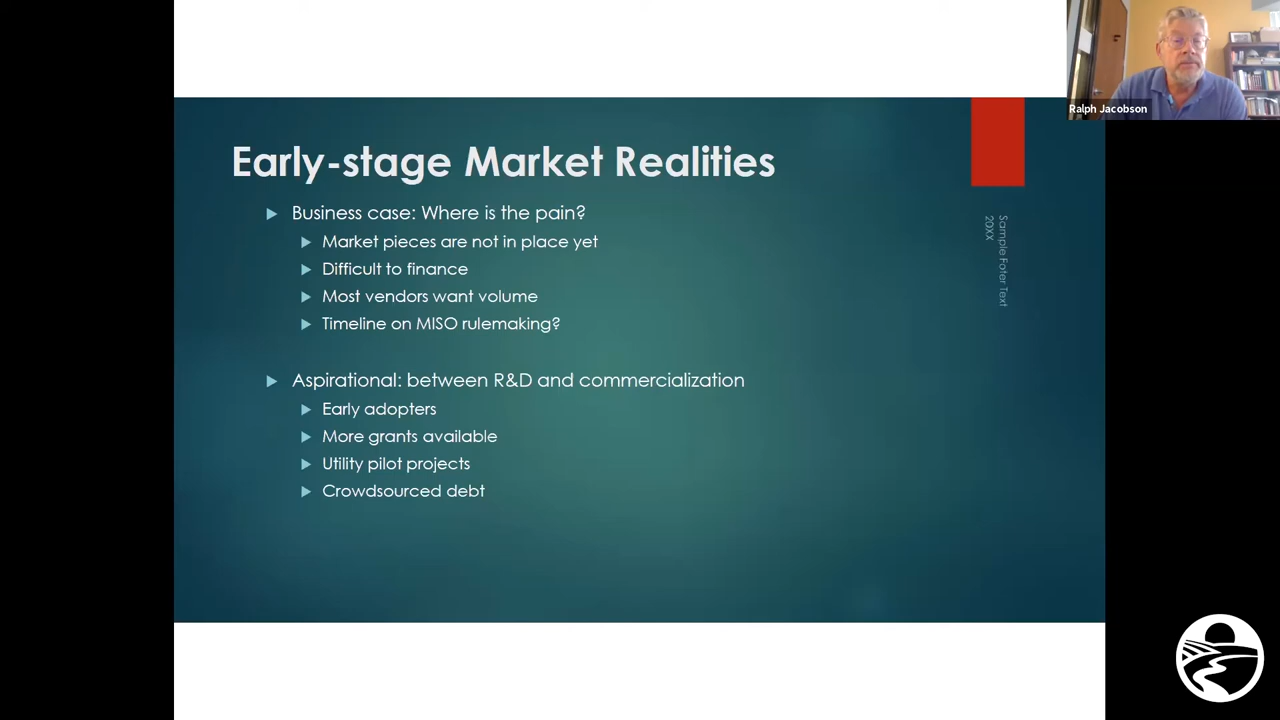 Ralph Jacobson
Early-stage Market Realities
Business case: Where is the pain?
Market pieces are not in place yet
Difficult to finance
Most vendors want volume
Timeline on MISO rulemaking?
Aspirational: between R&D and commercialization
Early adopters
More grants available
Utility pilot projects
Crowdsourced debt
Sample Foter Text
20XX